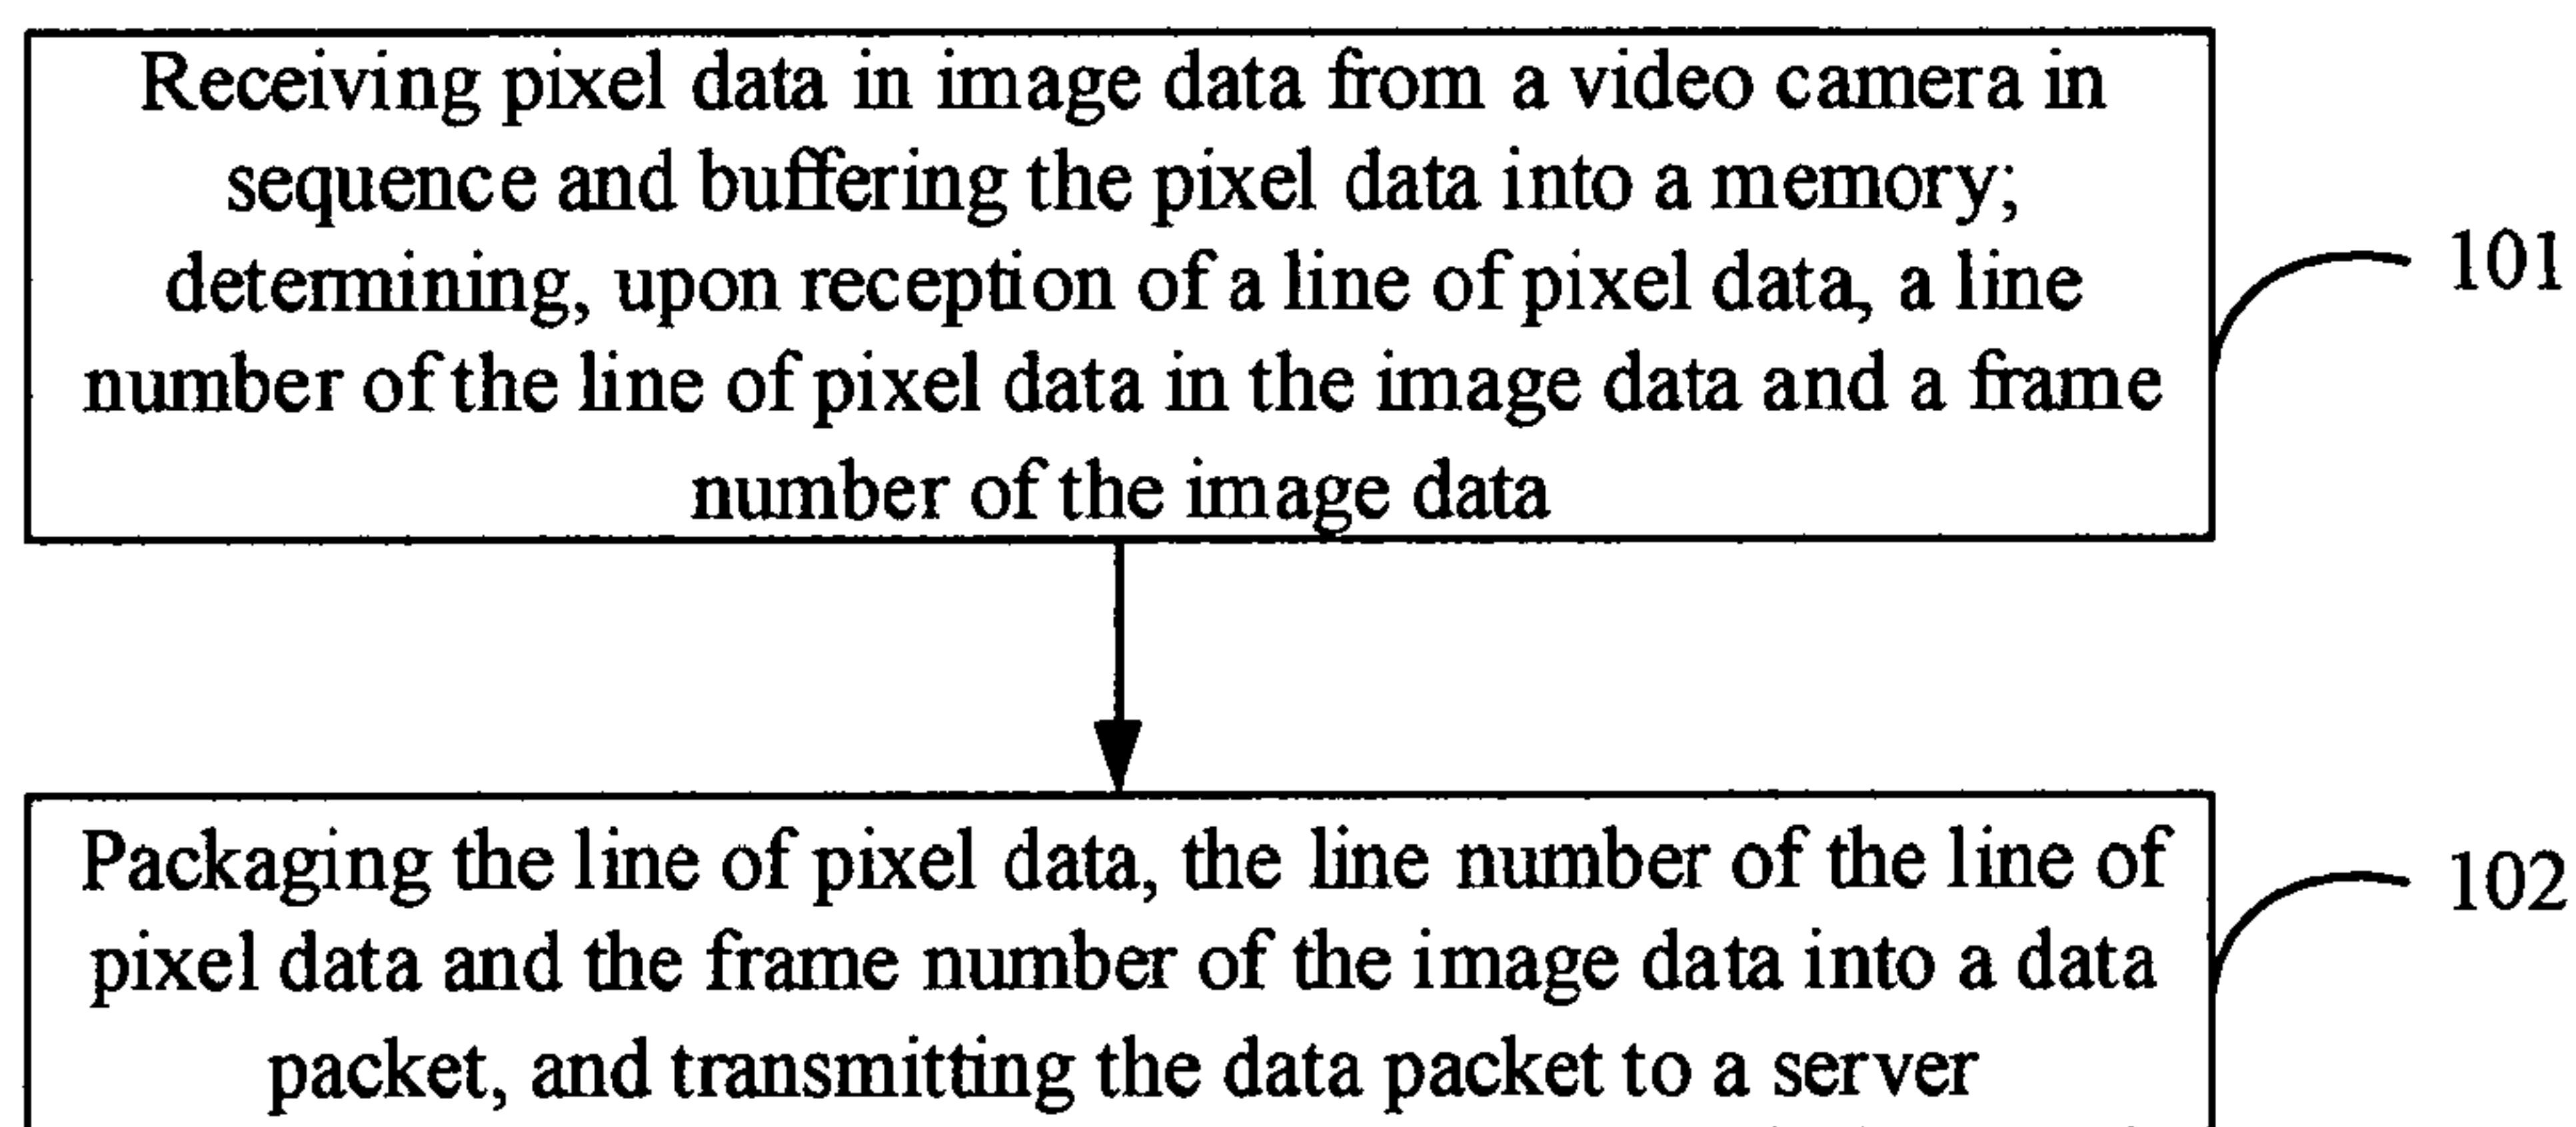 Receiving pixel data in image data from a video camera in
sequence and buffering the pixel data into a memory;
determining, upon reception of a line of pixel data, a line
number of the line of pixel data in the image data and a frame
number of the image data
101
Packaging the line of pixel data, the line number of the line of
pixel data and the frame number of the image data into a data
packet, and transmitting the data packet to a server
102